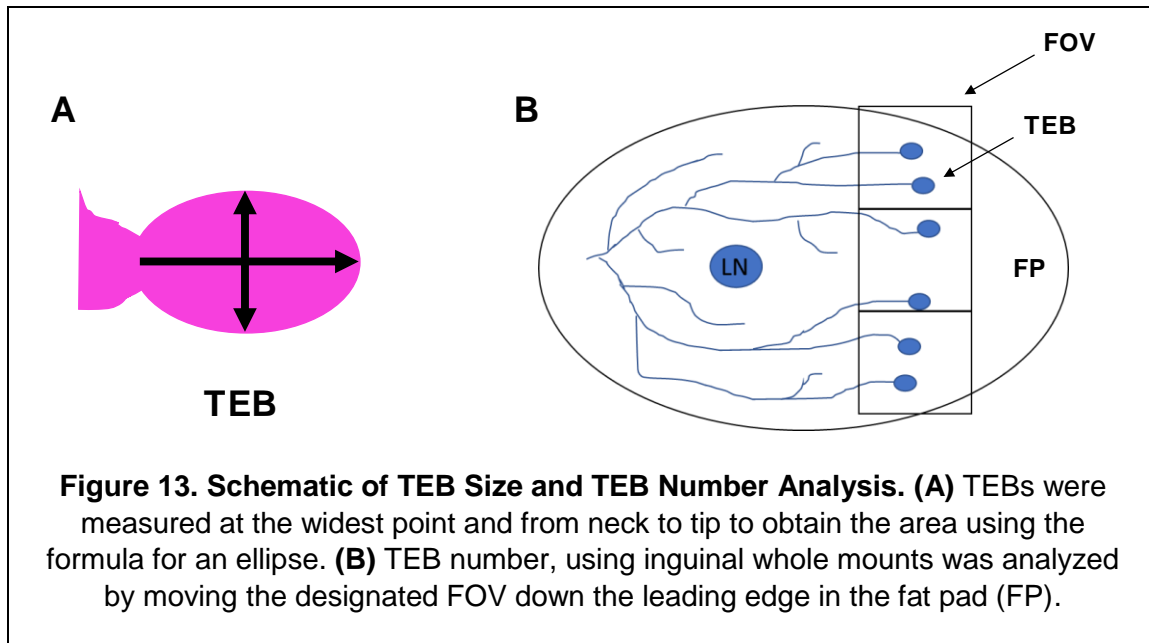 A
TEB
B
FOV
TEB
LN
FP
Figure 13. Schematic of TEB Size and TEB Number Analysis. (A) TEBs were
measured at the widest point and from neck to tip to obtain the area using the
formula for an ellipse. (B) TEB number, using inguinal whole mounts was analyzed
by moving the designated FOV down the leading edge in the fat pad (FP).